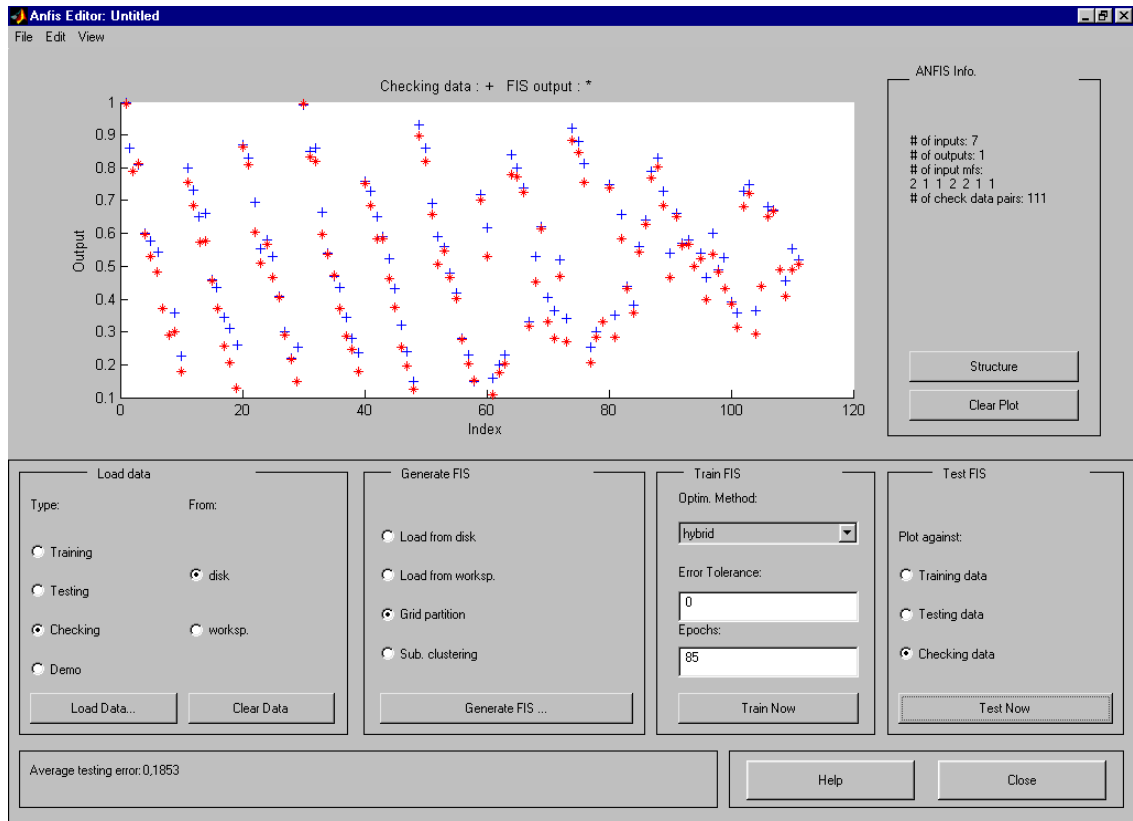 Anfis Editor: Untitled
File Edit View
Checking data : + FIS output : *
1
0.9
0.8
0.7
0.6
0.5
0.4
0.3
0.2
0.1
Output
0 20 40 60 80 100 120
Index
ANFIS Info.
# of inputs: 7
# of outputs: 1
# of input mfs:
2 1 1 2 2 1 1
# of check data pairs: 111
Structure
Clear Plot
Load data
Type:
From:
Training
Testing
Checking
Demo
disk
worksp.
Load Data...
Clear Data
Generate FIS
Load from disk
Load from worksp.
Grid partition
Sub. clustering
Generate FIS ...
Train FIS
Optim. Method:
hybrid
Error Tolerance:
0
Epochs:
85
Train Now
Test FIS
Plot against:
Training data
Testing data
Checking data
Test Now
Average testing error: 0,1853
Help
Close